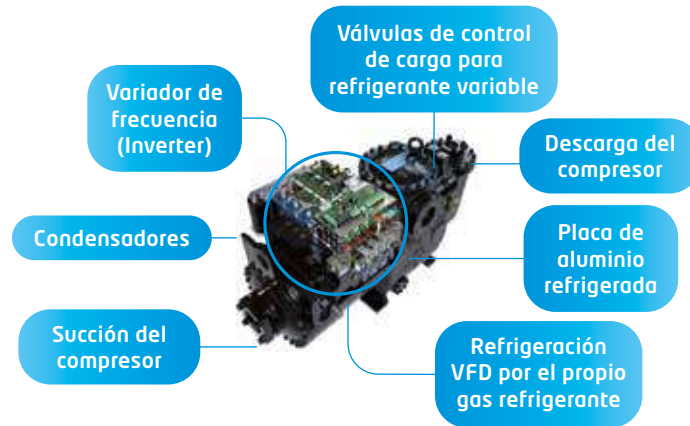 Válvulas de control
de carga para
refrigerante variable
Variador de
frecuencia
(Inverter)
Descarga del
compresor
Condensadores
Placa de
aluminio
refrigerada
Succión del
compresor
Refrigeración
VFD por el propio
gas refrigerante